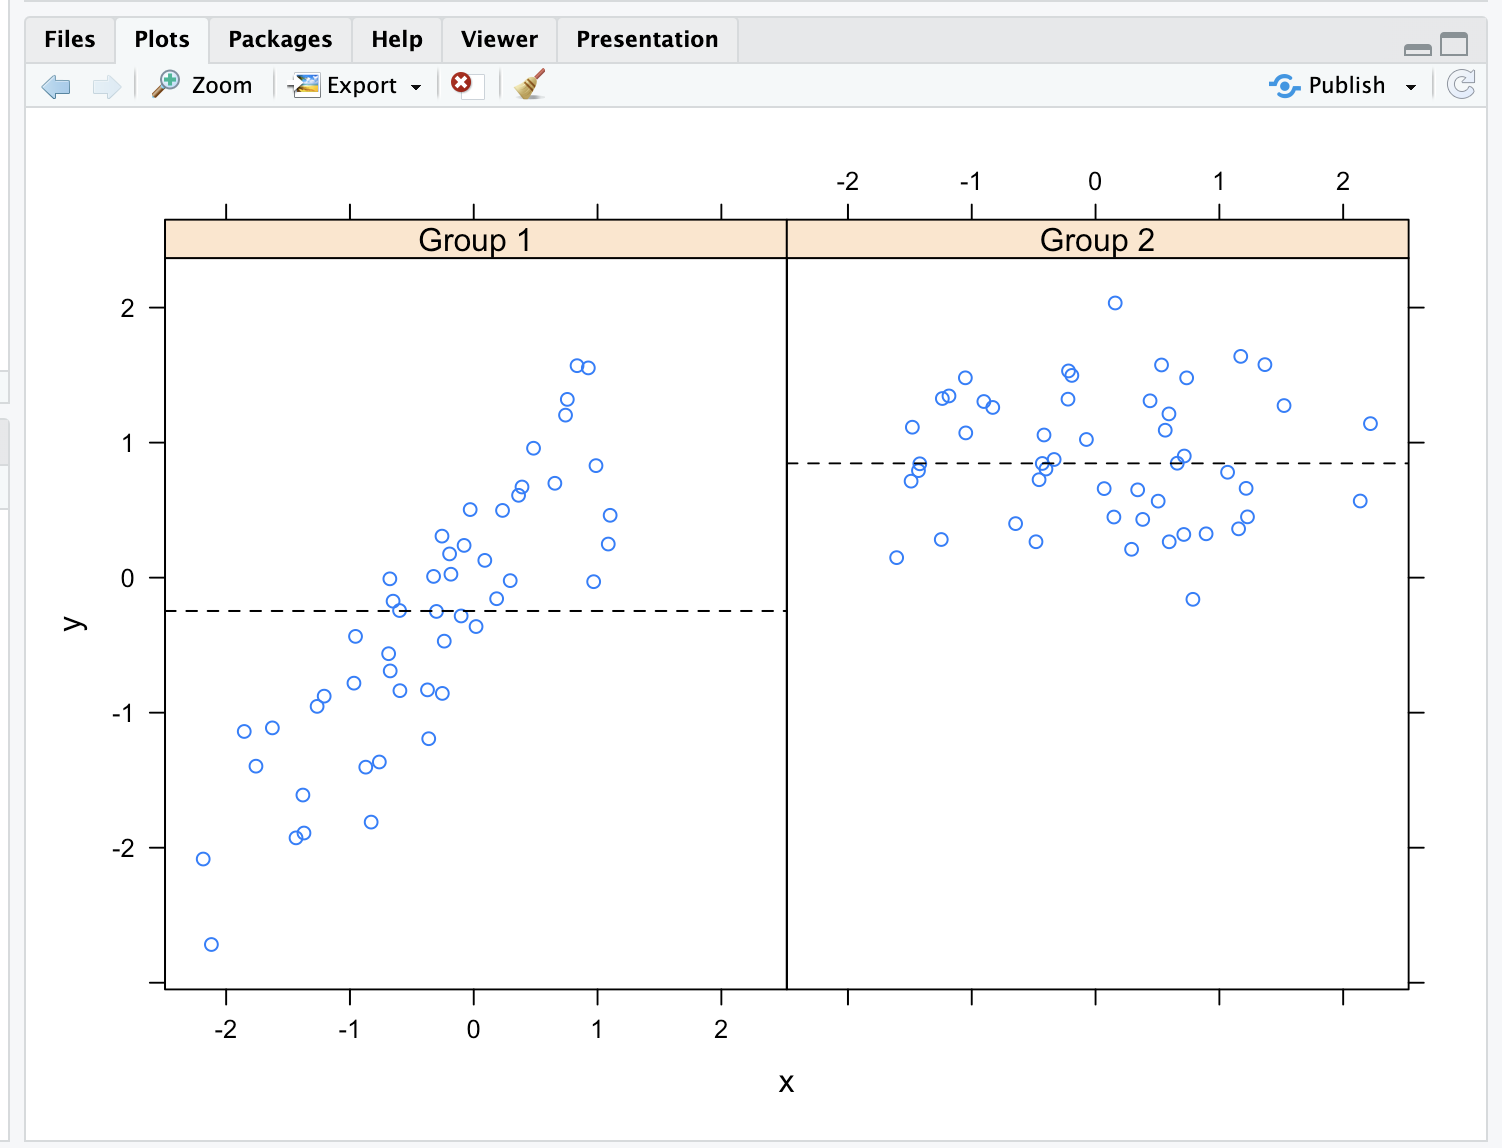 Files Plots Packages Help Viewer Presentation
Zoom Export Publish
-2 -1 0 1 2
Group 1 Group 2
2
1
0
y
-1
-2
-2 -1 0 1 2
x